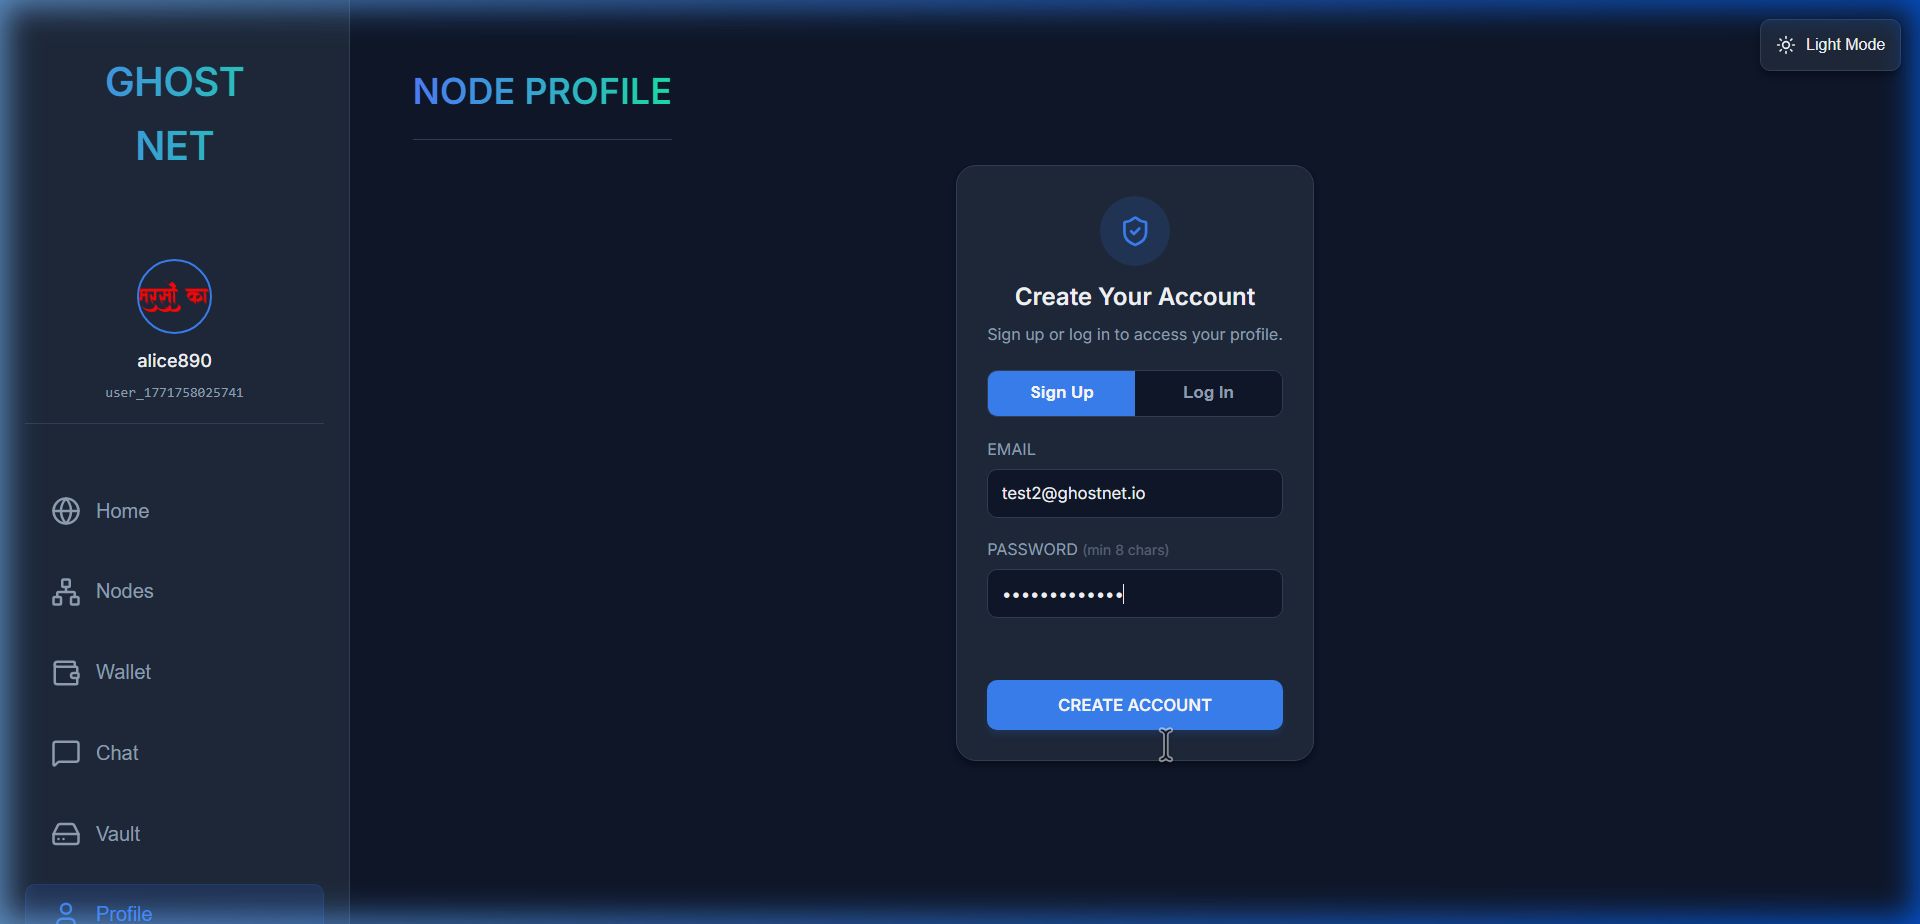 GHOST
NET
मरसों का
alice890
user_1771758025741
Home
Nodes
Wallet
Chat
Vault
Profile
NODE PROFILE
Light Mode
Create Your Account
Sign up or log in to access your profile.
Sign Up
Log In
EMAIL
test2@ghostnet.io
PASSWORD (min 8 chars)
•••••••••••••
CREATE ACCOUNT